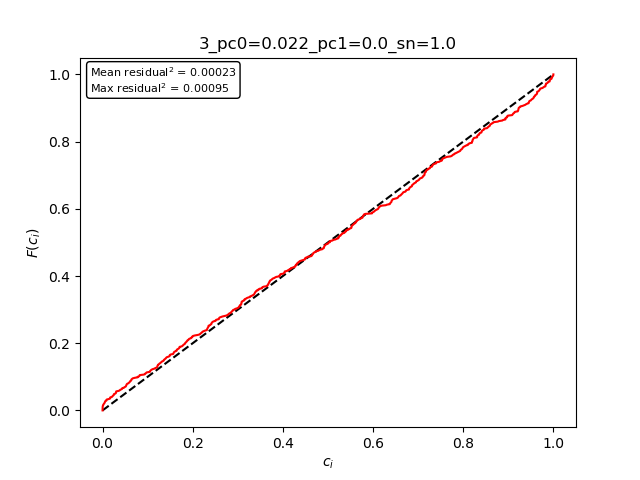 3_pc0=0.022_pc1=0.0_sn=1.0
Mean residual² = 0.00023
Max residual² = 0.00095
1.0
0.8
0.6
0.4
0.2
0.0
F(cᵢ)
0.0 0.2 0.4 0.6 0.8 1.0
cᵢ